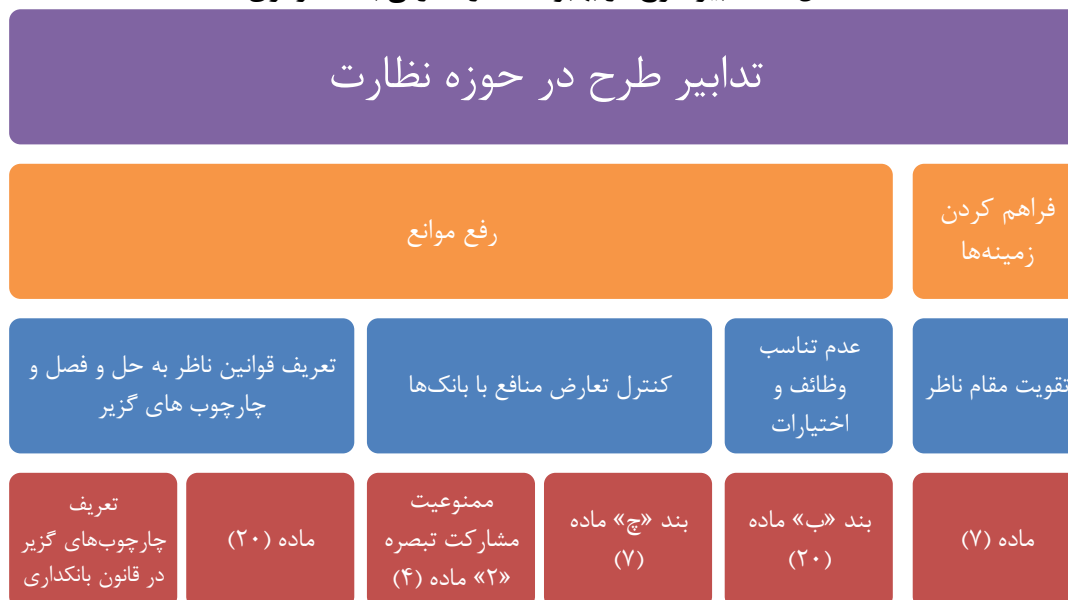 تدابیر طرح در حوزه نظارت
فراهم کردن
زمینه‌ها
رفع موانع
تقویت مقام ناظر
عدم تناسب
وظائف و
اختیارات
کنترل تعارض منافع با بانک‌ها
تعریف قوانین ناظر به حل و فصل و
چارچوب های گزیر
ماده (۷)
بند «ب» ماده
(۲۰)
بند «چ» ماده
(۷)
ممنوعیت
مشارکت تبصره
«۲» ماده (۴)
ماده (۲۰)
تعریف
چارچوب‌های گزیر
در قانون بانکداری